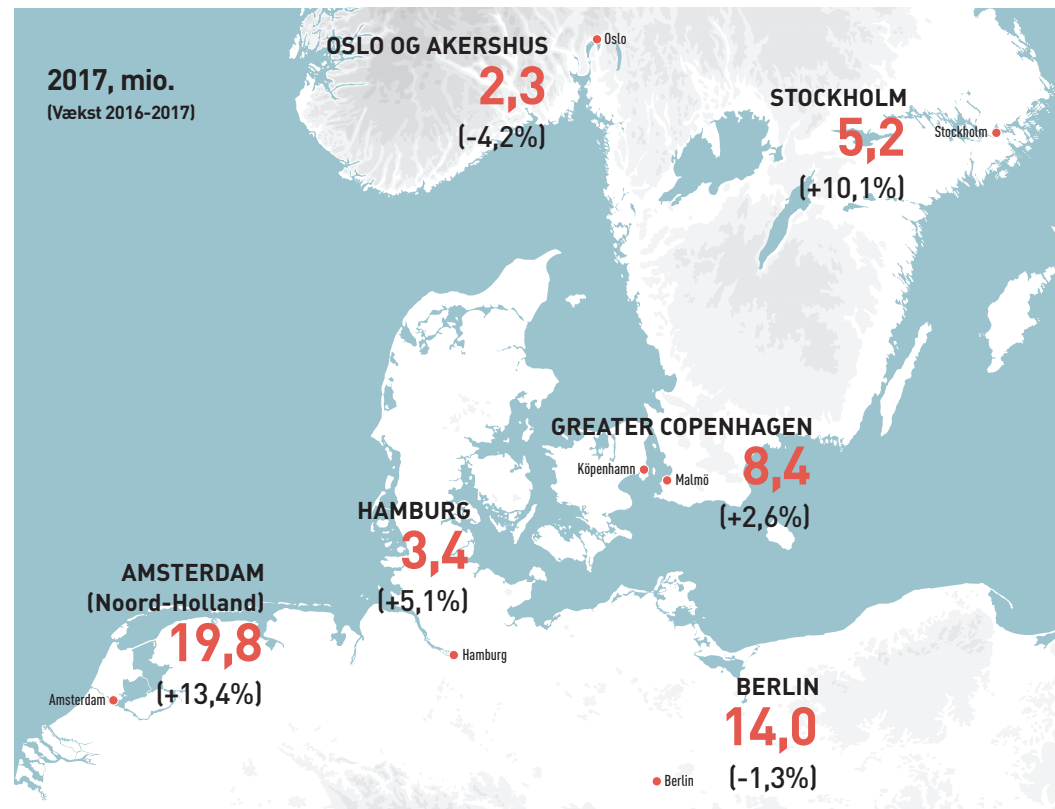 2017, mio.
(Vækst 2016-2017)
OSLO OG AKERSHUS
2,3
(-4,2%)
Oslo
STOCKHOLM
5,2
(+10,1%)
Stockholm
GREATER COPENHAGEN
8,4
(+2,6%)
Köpenhamn
Malmö
HAMBURG
3,4
(+5,1%)
Hamburg
AMSTERDAM
(Noord-Holland)
19,8
(+13,4%)
Amsterdam
BERLIN
14,0
(-1,3%)
Berlin